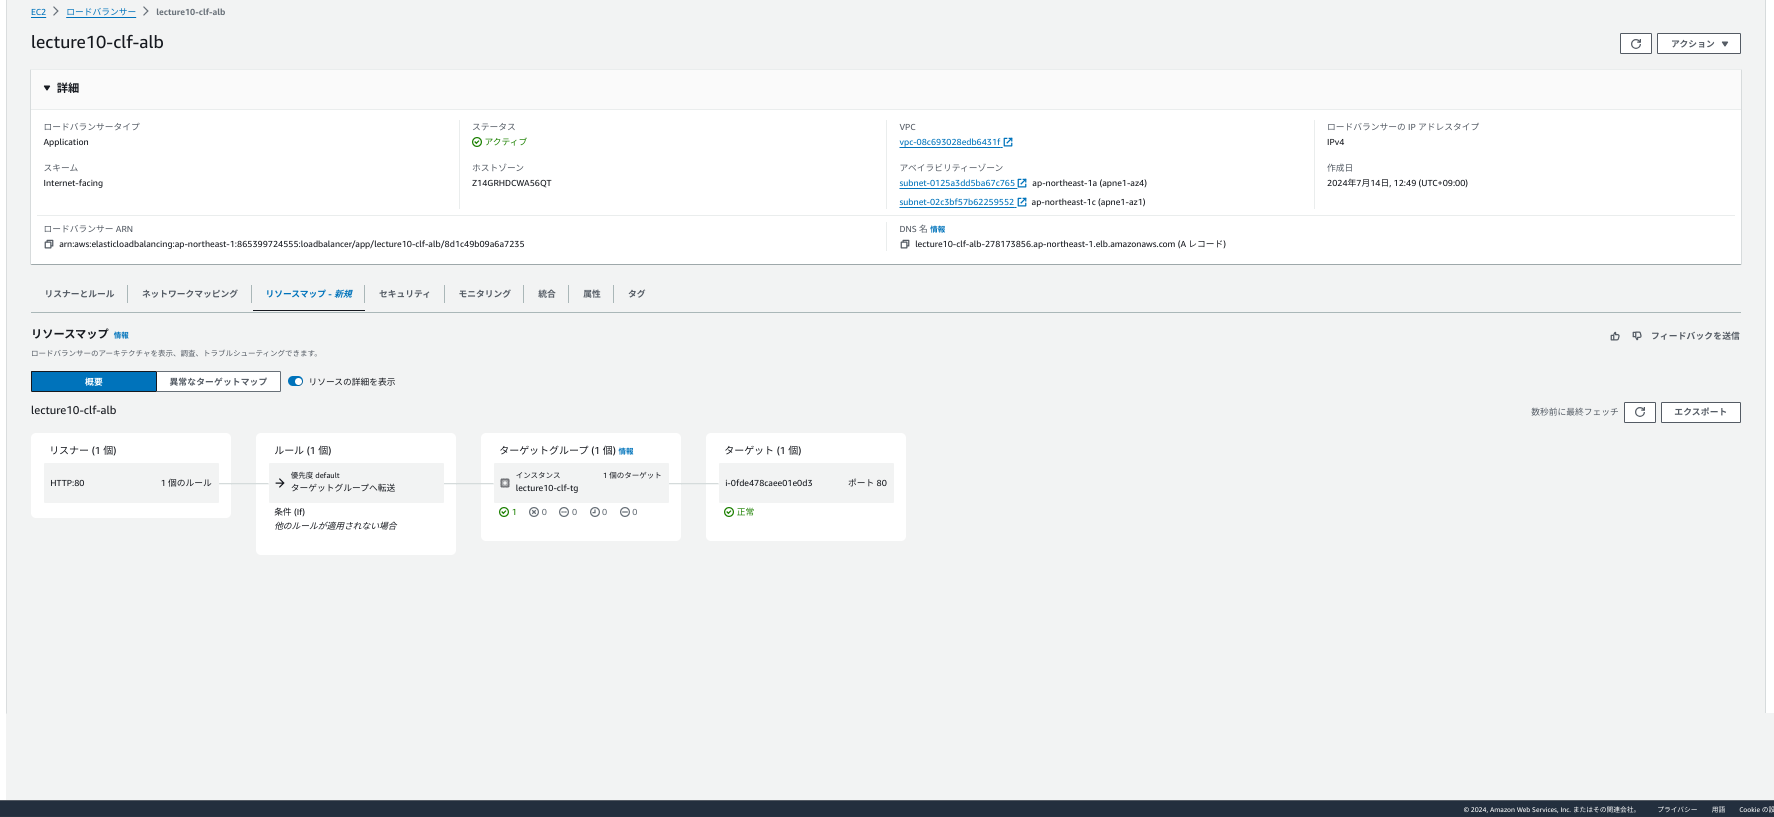 EC2 > ロードバランサー > lecture10-clf-alb
lecture10-clf-alb
アクション ▼
▼ 詳細
ロードバランサータイプ
Application
ステータス
アクティブ
VPC
vpc-08c693028edb6431f
ロードバランサーの IP アドレスタイプ
IPv4
スキーム
Internet-facing
ホストゾーン
Z14GRHDCWA56QT
アベイラビリティーゾーン
subnet-0125a3dd5ba67c765 ap-northeast-1a (apne1-az4)
subnet-02c3bf57b62259552 ap-northeast-1c (apne1-az1)
作成日
2024年7月14日, 12:49 (UTC+09:00)
ロードバランサー ARN
arn:aws:elasticloadbalancing:ap-northeast-1:865399724555:loadbalancer/app/lecture10-clf-alb/8d1c49b09a6a7235
DNS 名 情報
lecture10-clf-alb-278173856.ap-northeast-1.elb.amazonaws.com (A レコード)
リスナーとルール ネットワークマッピング リソースマップ - 新規 セキュリティ モニタリング 統合 属性 タグ
リソースマップ 情報
ロードバランサーのアーキテクチャを表示、調査、トラブルシューティングできます。
フィードバックを送信
概要 異常なターゲットマップ リソースの詳細を表示
lecture10-clf-alb
数秒前に最終フェッチ エクスポート
リスナー (1 個)
HTTP:80 1 個のルール
ルール (1 個)
優先度 default
ターゲットグループへ転送
条件 (If)
他のルールが適用されない場合
ターゲットグループ (1 個) 情報
インスタンス 1 個のターゲット
lecture10-clf-tg
1 0 0 0 0
ターゲット (1 個)
i-0fde478caee01e0d3 ポート 80
正常
© 2024, Amazon Web Services, Inc. またはその関連会社。 プライバシー 用語 Cookie の設